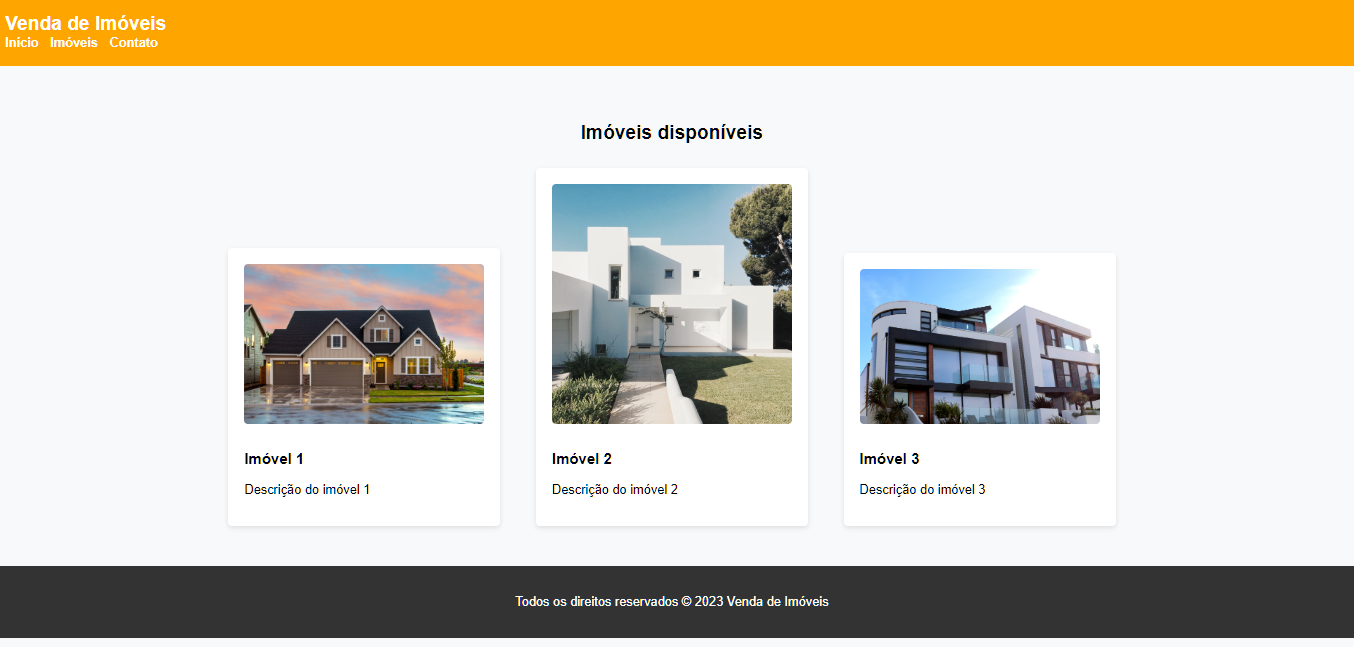 Venda de Imóveis
Início Imóveis Contato
Imóveis disponíveis
Imóvel 1
Descrição do imóvel 1
Imóvel 2
Descrição do imóvel 2
Imóvel 3
Descrição do imóvel 3
Todos os direitos reservados © 2023 Venda de Imóveis